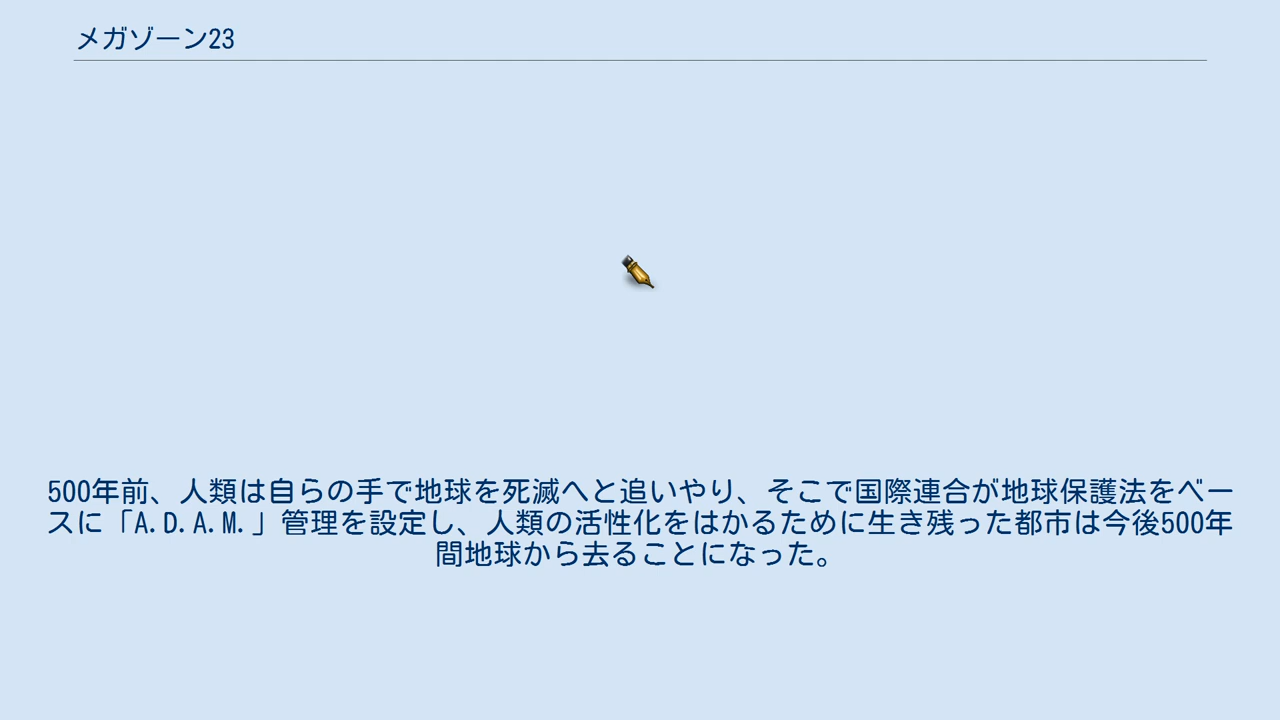 メガゾーン23
500年前、人類は自らの手で地球を死滅へと追いやり、そこで国際連合が地球保護法をベー
スに「A.D.A.M.」管理を設定し、人類の活性化をはかるために生き残った都市は今後500年
間地球から去ることになった。